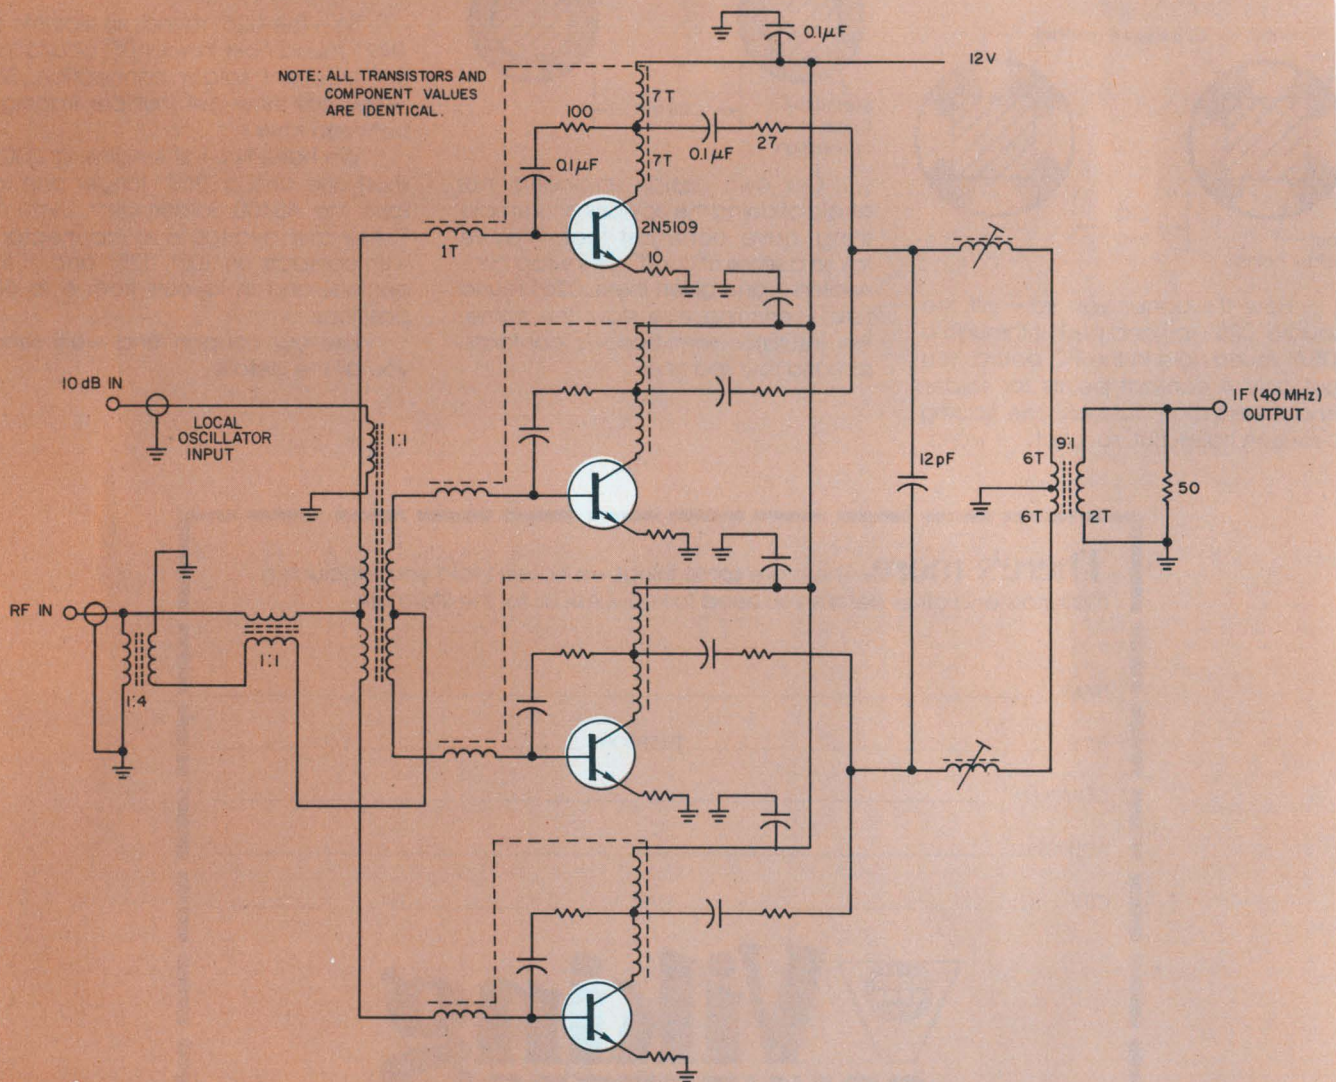 0.1µF
12V
NOTE: ALL TRANSISTORS AND
COMPONENT VALUES
ARE IDENTICAL.
7T
100
0.1µF
7T
0.1µF
27
1T
2N5109
10
10 dB IN
LOCAL
OSCILLATOR
INPUT
1:1
1F (40 MHz)
OUTPUT
9:1
6T
12pF
50
6T
2T
RF IN
1:1
1:4